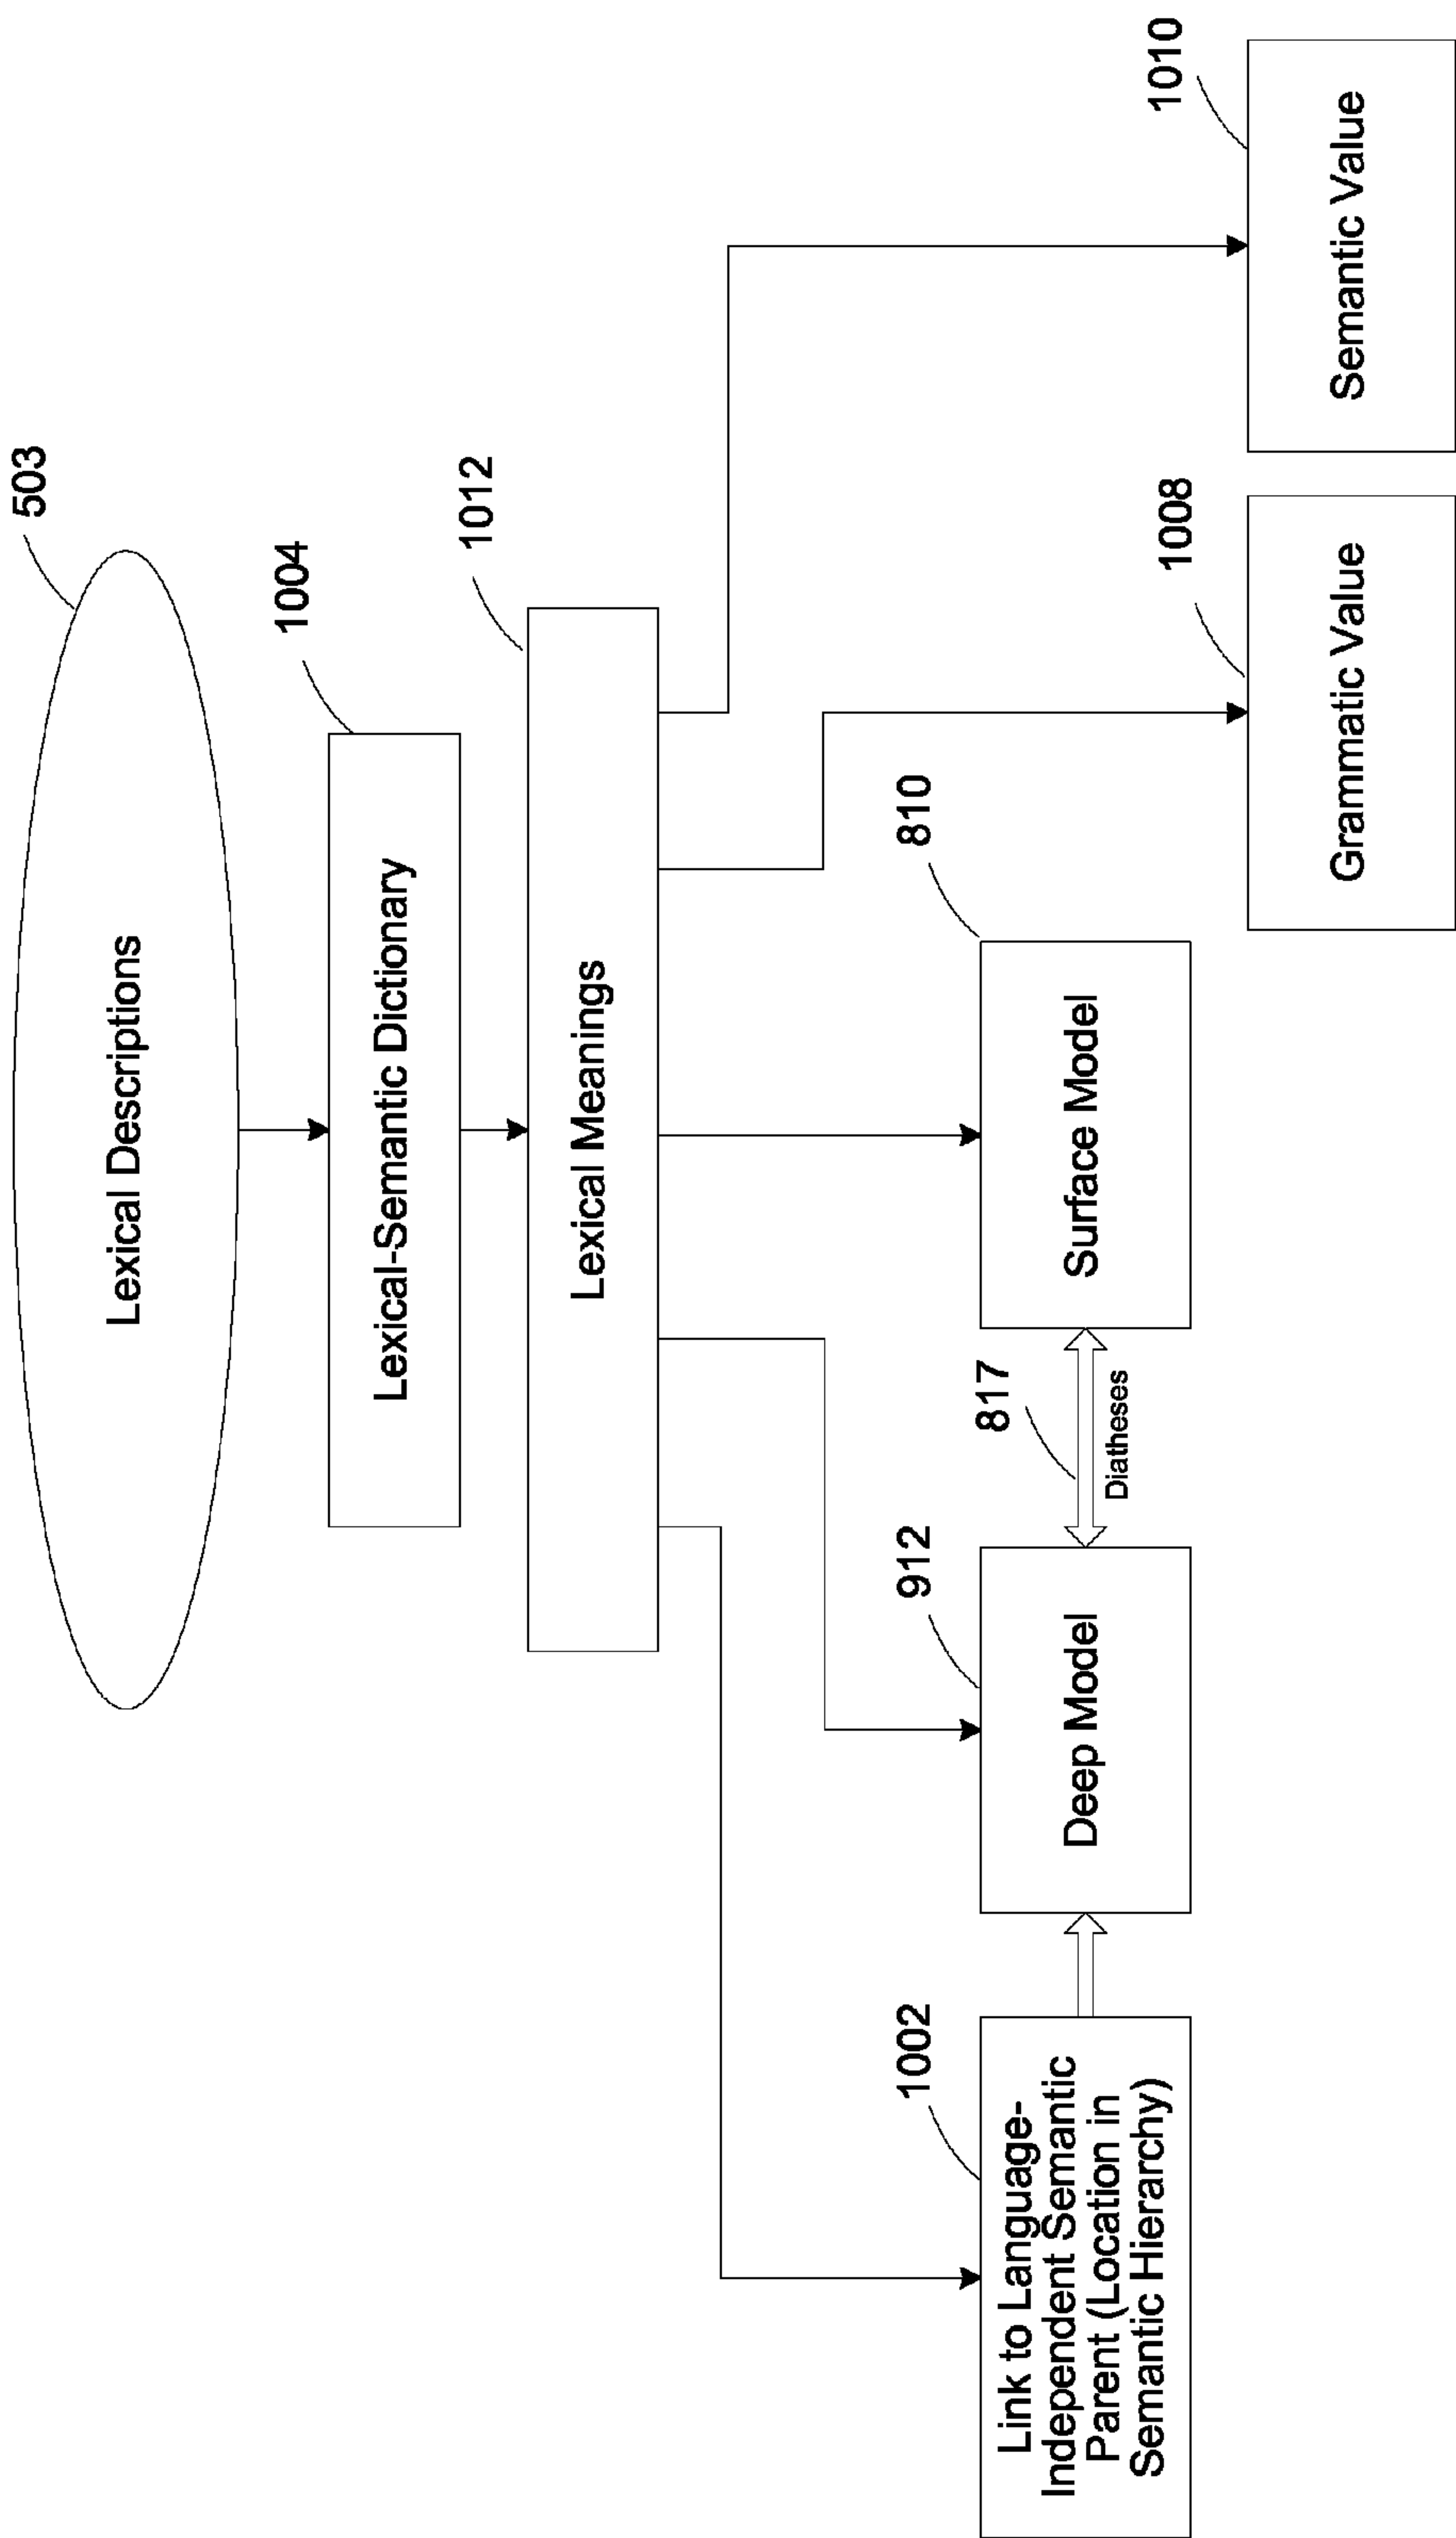 503
Lexical Descriptions
1004
Lexical-Semantic Dictionary
1012
Lexical Meanings
1002
Link to Language-
Independent Semantic
Parent (Location in
Semantic Hierarchy)
912
Deep Model
817
Diatheses
810
Surface Model
1008
Grammatic Value
1010
Semantic Value